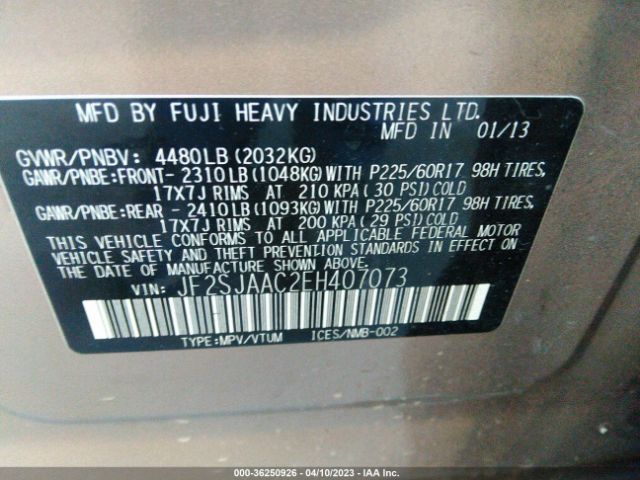 MFD BY FUJI HEAVY INDUSTRIES LTD.
MFD IN 01/13
GVWR/PNBV: 4480LB (2032KG)
GAWR/PNBE:FRONT- 2310LB (1048KG)WITH P225/60R17 98H TIRES,
17X7J RIMS AT 210 KPA (30 PSI)COLD
GAWR/PNBE:REAR - 2410LB (1093KG)WITH P225/60R17 98H TIRES,
17X7J RIMS AT 200 KPA (29 PSI)COLD
THIS VEHICLE CONFORMS TO ALL APPLICABLE FEDERAL MOTOR
VEHICLE SAFETY AND THEFT PREVENTION STANDARDS IN EFFECT
ON THE DATE OF MANUFACTURE SHOWN ABOVE.
VIN: JF2SJAAC2EH407073
TYPE:MPV/VTUM ICES/NMB-002
000-36250926 - 04/10/2023 - IAA Inc.